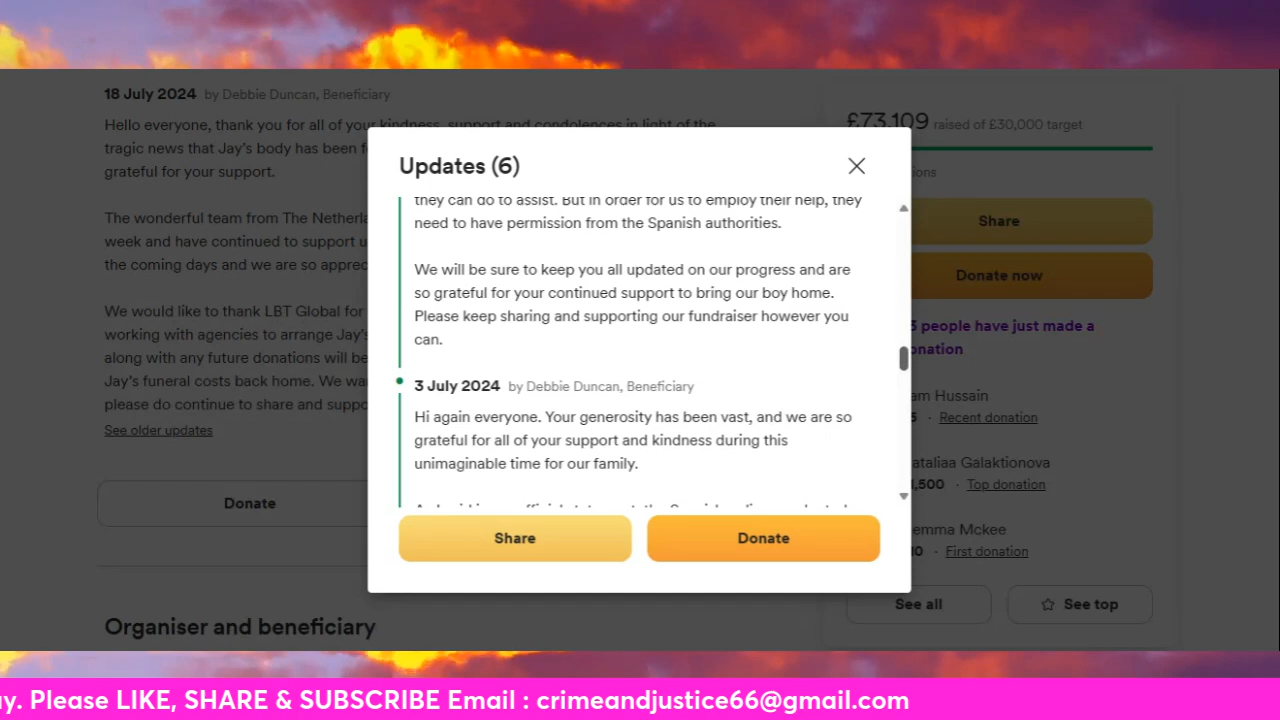 18 July 2024 by Debbie Duncan, Beneficiary
Hello everyone, thank you for all of your kindness, support and condolences in light of the
tragic news that Jay's body has been
grateful for your support.
The wonderful team from The
week and have continued to support
the coming days and we are so
We would like to thank LBT Global for
working with agencies to arrange Jay's
along with any future donations will be
Jay's funeral costs back home. We
please do continue to share and
See older updates
Donate
Organiser and beneficiary
Updates (6)
they can do to assist. But in order for us to employ their help, they
need to have permission from the Spanish authorities.
We will be sure to keep you all updated on our progress and are
so grateful for your continued support to bring our boy home.
Please keep sharing and supporting our fundraiser however you
can.
3 July 2024 by Debbie Duncan, Beneficiary
Hi again everyone. Your generosity has been vast, and we are so
grateful for all of your support and kindness during this
unimaginable time for our family.
Share
Donate
£73,109 raised of £30,000 target
Share
Donate now
people have just made a
Hussain
· Recent donation
Galaktionova
· Top donation
Mckee
· First donation
See all
See top
Please LIKE, SHARE & SUBSCRIBE Email : crimeandjustice66@gmail.com